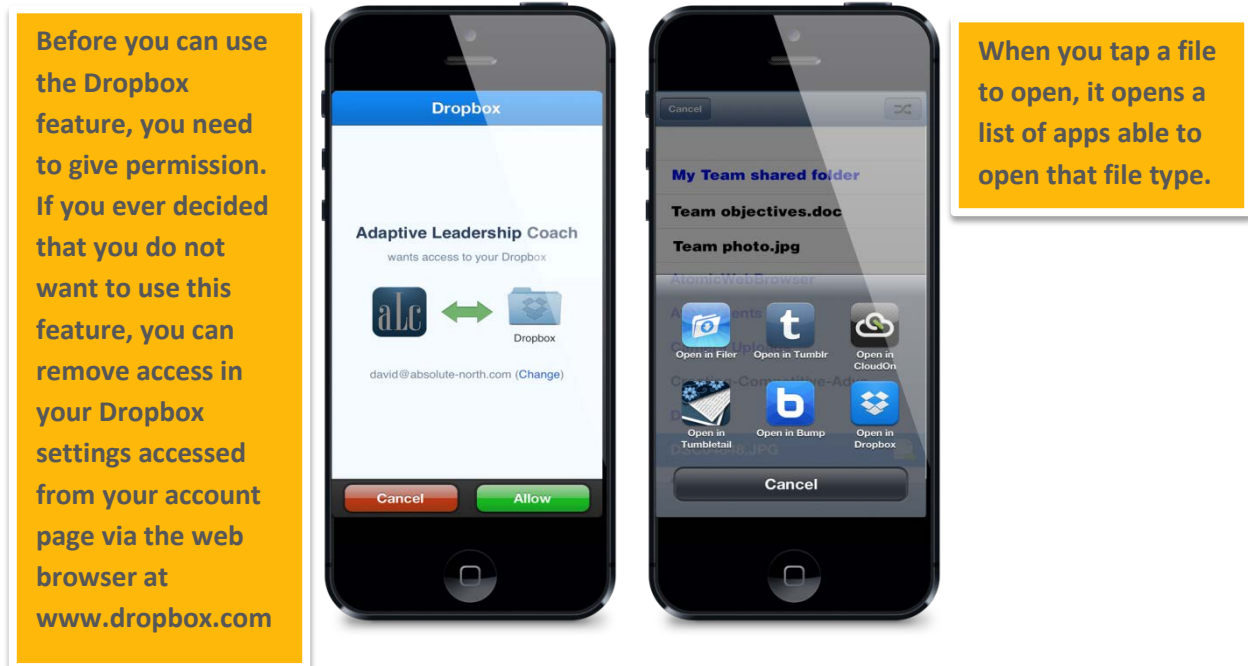 Before you can use
the Dropbox
feature, you need
to give permission.
If you ever decided
that you do not
want to use this
feature, you can
remove access in
your Dropbox
settings accessed
from your account
page via the web
browser at
www.dropbox.com
Dropbox
Adaptive Leadership Coach
wants access to your Dropbox
alc
Dropbox
david@absolute-north.com (Change)
Cancel
Allow
Cancel
My Team shared folder
Team objectives.doc
Team photo.jpg
AtomicWebBrowser
Open in Filer
Open in Tumblr
Open in
CloudOn
Open in
Tumbletail
Open in Bump
Open in
Dropbox
Cancel
When you tap a file
to open, it opens a
list of apps able to
open that file type.